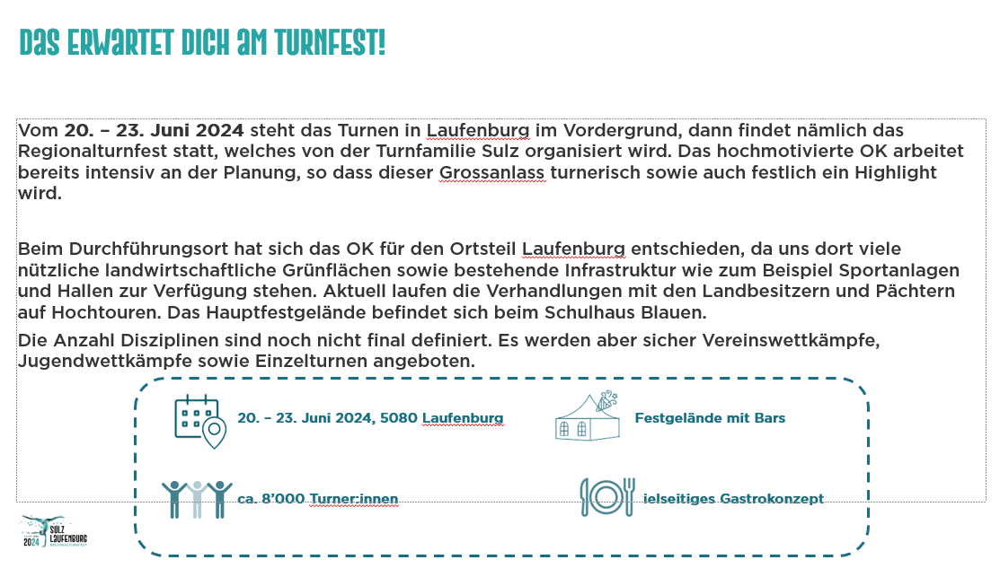 Das erwartet dich am Turnfest!
Vom 20. – 23. Juni 2024 steht das Turnen in Laufenburg im Vordergrund, dann findet nämlich das
Regionalturnfest statt, welches von der Turnfamilie Sulz organisiert wird. Das hochmotivierte OK arbeitet
bereits intensiv an der Planung, so dass dieser Grossanlass turnerisch sowie auch festlich ein Highlight
wird.
Beim Durchführungsort hat sich das OK für den Ortsteil Laufenburg entschieden, da uns dort viele
nützliche landwirtschaftliche Grünflächen sowie bestehende Infrastruktur wie zum Beispiel Sportanlagen
und Hallen zur Verfügung stehen. Aktuell laufen die Verhandlungen mit den Landbesitzern und Pächtern
auf Hochtouren. Das Hauptfestgelände befindet sich beim Schulhaus Blauen.
Die Anzahl Disziplinen sind noch nicht final definiert. Es werden aber sicher Vereinswettkämpfe,
Jugendwettkämpfe sowie Einzelturnen angeboten.
20. – 23. Juni 2024, 5080 Laufenburg
Festgelände mit Bars
ca. 8’000 Turner:innen
ielseitiges Gastrokonzept
SULZ
2024 LAUFENBURG
REGIONALTURNFEST